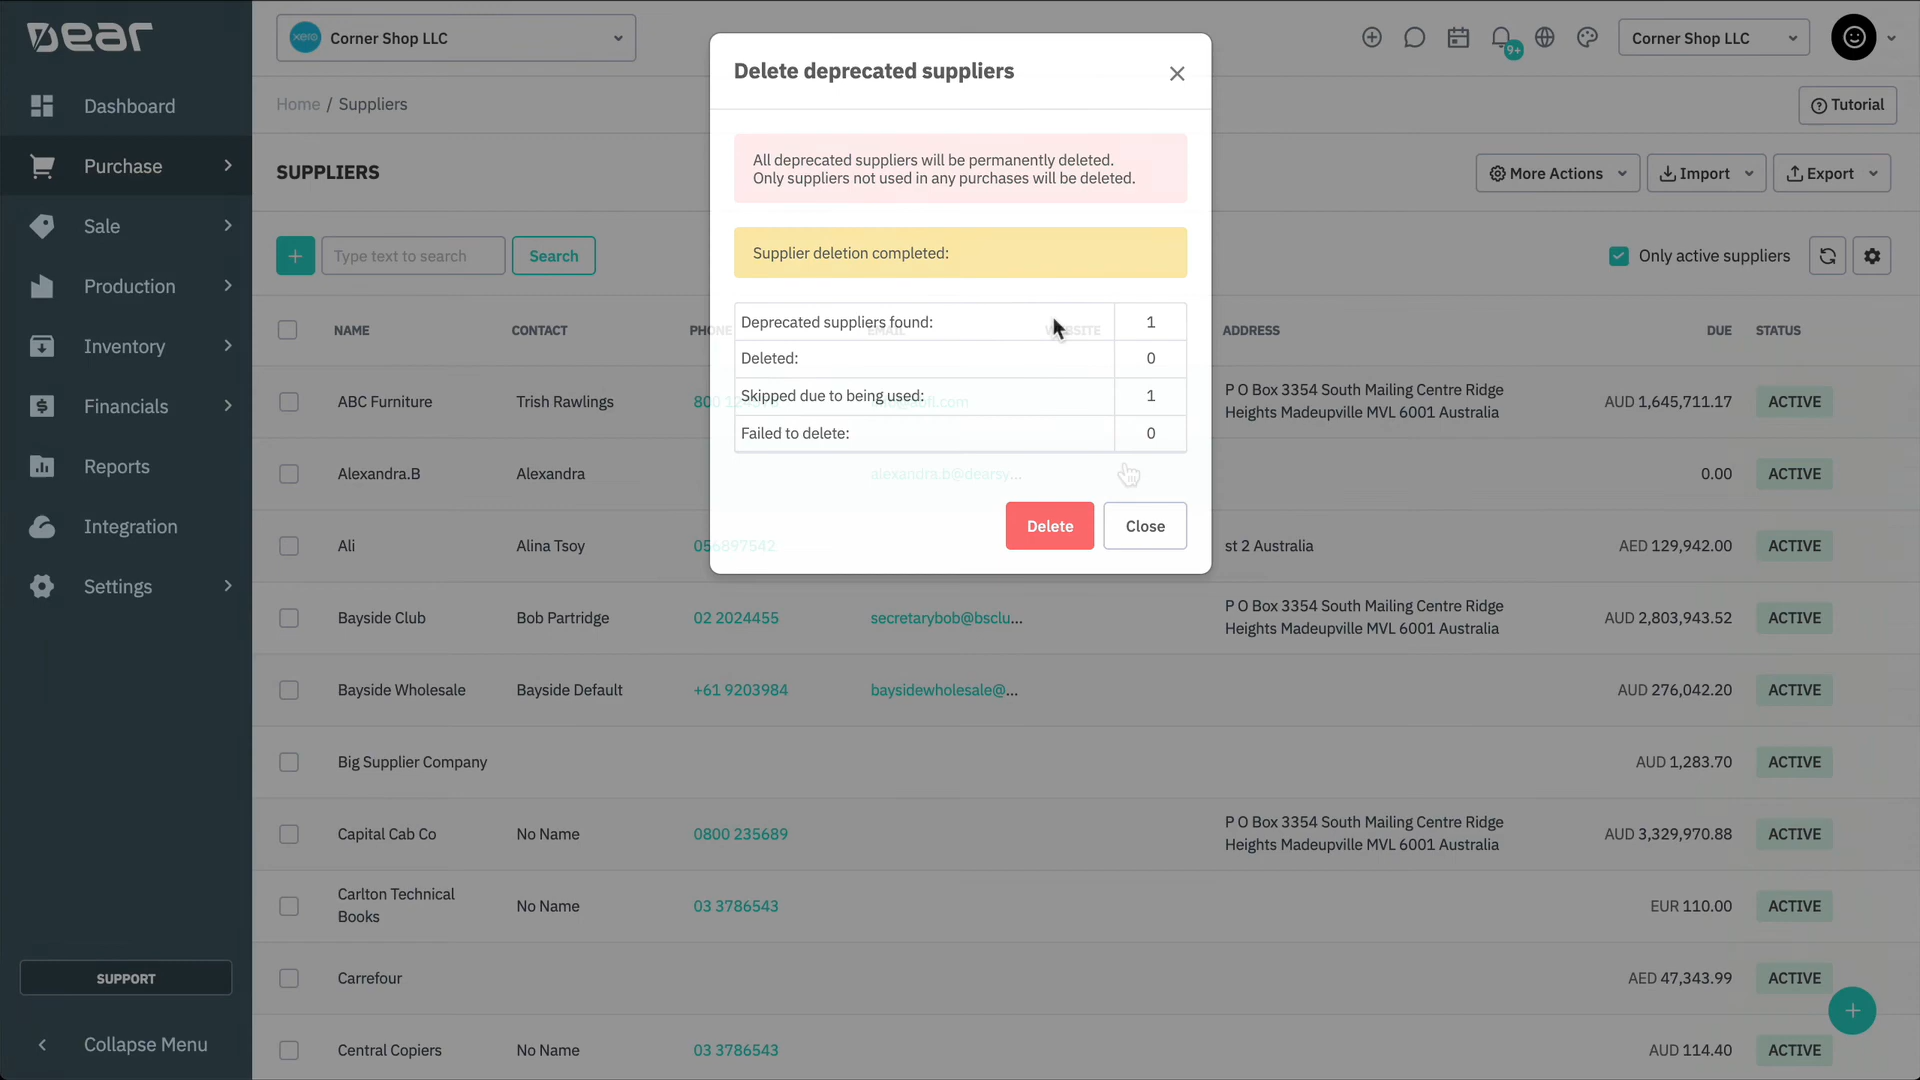 Dear
xero Corner Shop LLC
9+
Corner Shop LLC
Home / Suppliers
Tutorial
SUPPLIERS
More Actions
Import
Export
Dashboard
Purchase
Sale
Production
Inventory
Financials
Reports
Integration
Settings
SUPPORT
Collapse Menu
+ Type text to search Search
Only active suppliers
Delete deprecated suppliers
All deprecated suppliers will be permanently deleted.
Only suppliers not used in any purchases will be deleted.
Supplier deletion completed:
Deprecated suppliers found: 1
Deleted: 0
Skipped due to being used: 1
Failed to delete: 0
Delete Close
NAME CONTACT PHONE EMAIL WEBSITE ADDRESS DUE STATUS
ABC Furniture Trish Rawlings P O Box 3354 South Mailing Centre Ridge
Heights Madeupville MVL 6001 Australia AUD 1,645,711.17 ACTIVE
Alexandra.B Alexandra alexandra.b@dearsy... 0.00 ACTIVE
Ali Alina Tsoy 056897542 st 2 Australia AED 129,942.00 ACTIVE
Bayside Club Bob Partridge 02 2024455 secretarybob@bsclu... P O Box 3354 South Mailing Centre Ridge
Heights Madeupville MVL 6001 Australia AUD 2,803,943.52 ACTIVE
Bayside Wholesale Bayside Default +61 9203984 baysidewholesale@... AUD 276,042.20 ACTIVE
Big Supplier Company AUD 1,283.70 ACTIVE
Capital Cab Co No Name 0800 235689 P O Box 3354 South Mailing Centre Ridge
Heights Madeupville MVL 6001 Australia AUD 3,329,970.88 ACTIVE
Carlton Technical
Books No Name 03 3786543 EUR 110.00 ACTIVE
Carrefour AED 47,343.99 ACTIVE
Central Copiers No Name 03 3786543 AUD 114.40 ACTIVE